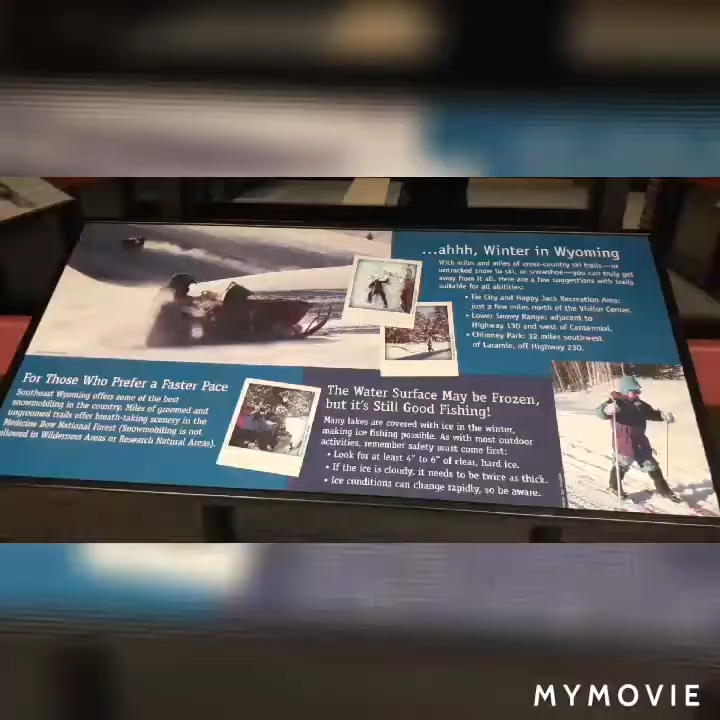 ...ahhh, Winter in Wyoming
With miles and miles of cross-country ski trails—or
untracked snow to ski, or snowshoe—you can truly get
away from it all. Here are a few suggestions with trails
suitable for all abilities:
• Tie City and Happy Jack Recreation Area:
just a few miles north of the Visitor Center.
• Lower Snowy Range: adjacent to
Highway 130 and west of Centennial.
• Chimney Park: 32 miles southwest
of Laramie, off Highway 230.
For Those Who Prefer a Faster Pace
Southeast Wyoming offers some of the best
snowmobiling in the country. Miles of groomed and
ungroomed trails offer breath-taking scenery in the
Medicine Bow National Forest (Snowmobiling is not
allowed in Wilderness Areas or Research Natural Areas).
The Water Surface May be Frozen,
but it's Still Good Fishing!
Many lakes are covered with ice in the winter,
making ice fishing possible. As with most outdoor
activities, remember safety must come first:
• Look for at least 4" to 6" of clear, hard ice.
• If the ice is cloudy, it needs to be twice as thick.
• Ice conditions can change rapidly, so be aware.
MYMOVIE